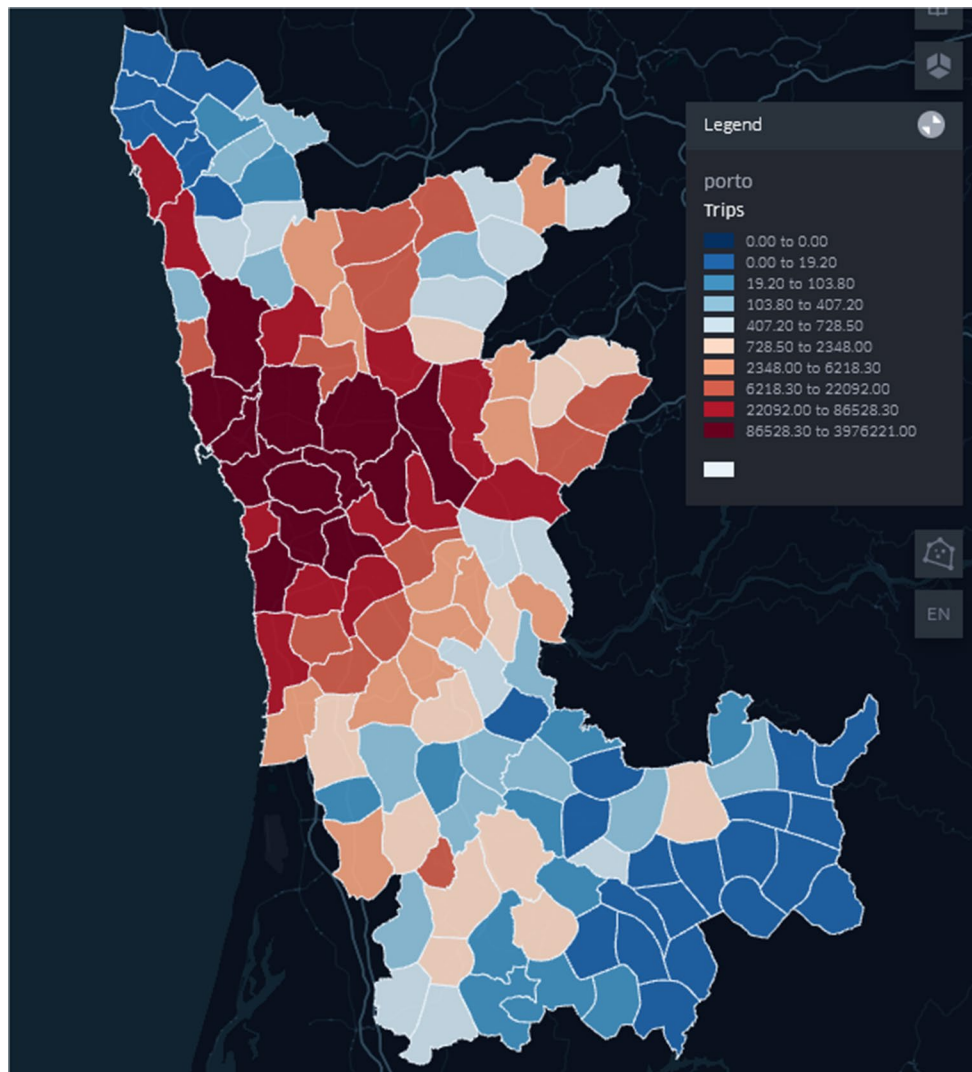 Legend
porto
Trips
0.00 to 0.00
0.00 to 19.20
19.20 to 103.80
103.80 to 407.20
407.20 to 728.50
728.50 to 2348.00
2348.00 to 6218.30
6218.30 to 22092.00
22092.00 to 86528.30
86528.30 to 3976221.00
EN